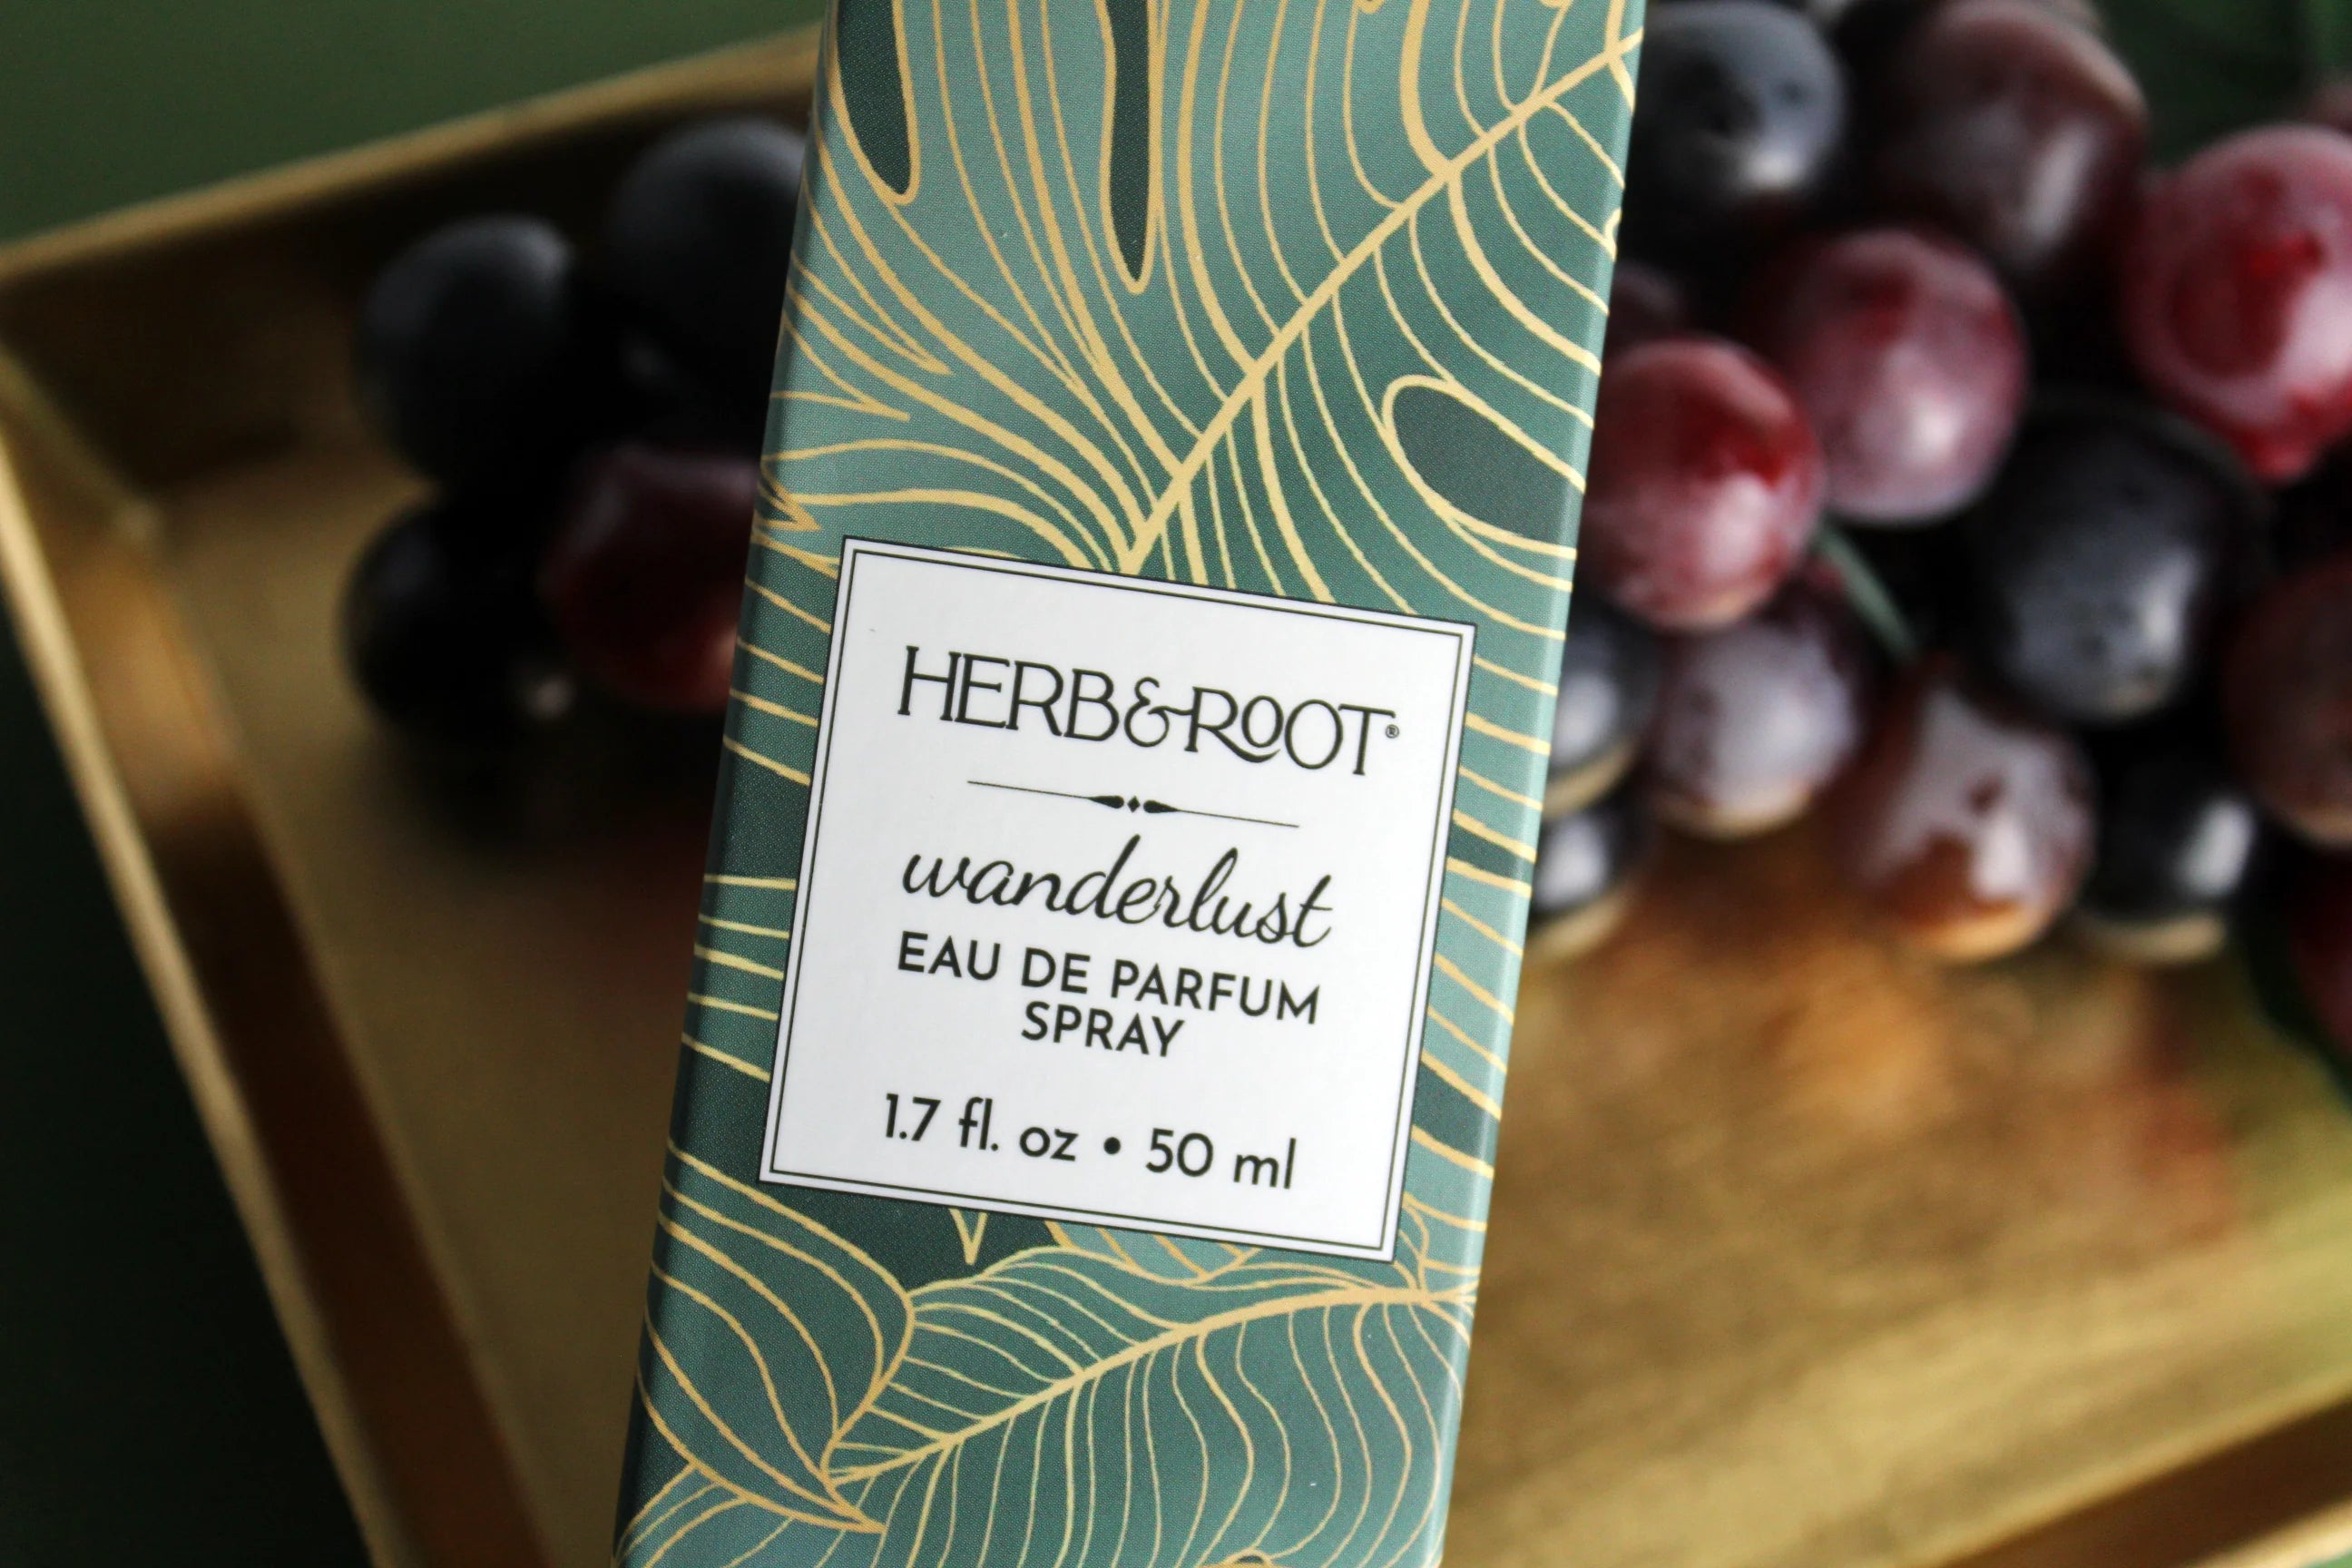 HERB&ROOT®
wanderlust
EAU DE PARFUM
SPRAY
1.7 fl. oz • 50 ml